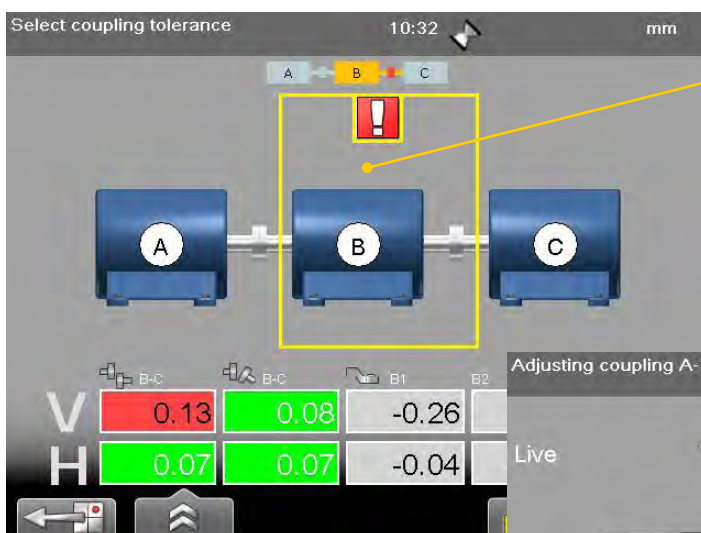 Select coupling tolerance 10:32 mm
A B C
!
A B C
B-C B-C B1 B2
V 0.13 0.08 -0.26
H 0.07 0.07 -0.04
Adjusting coupling A-
Live